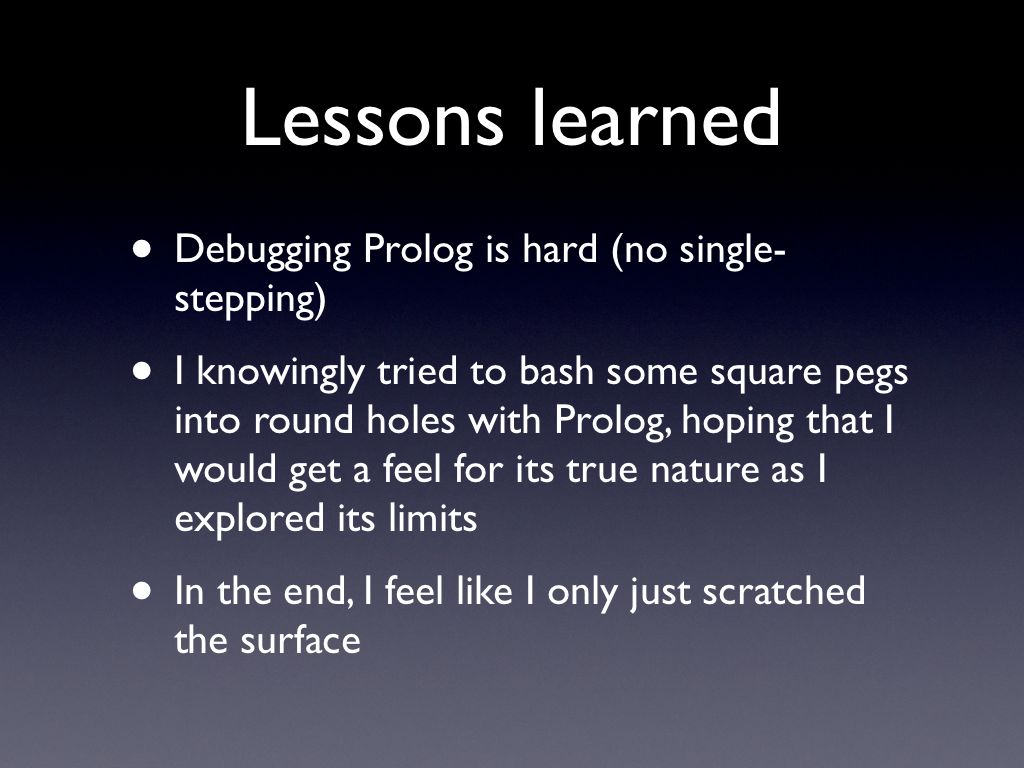 Lessons learned
• Debugging Prolog is hard (no single-
stepping)
• I knowingly tried to bash some square pegs
into round holes with Prolog, hoping that I
would get a feel for its true nature as I
explored its limits
• In the end, I feel like I only just scratched
the surface